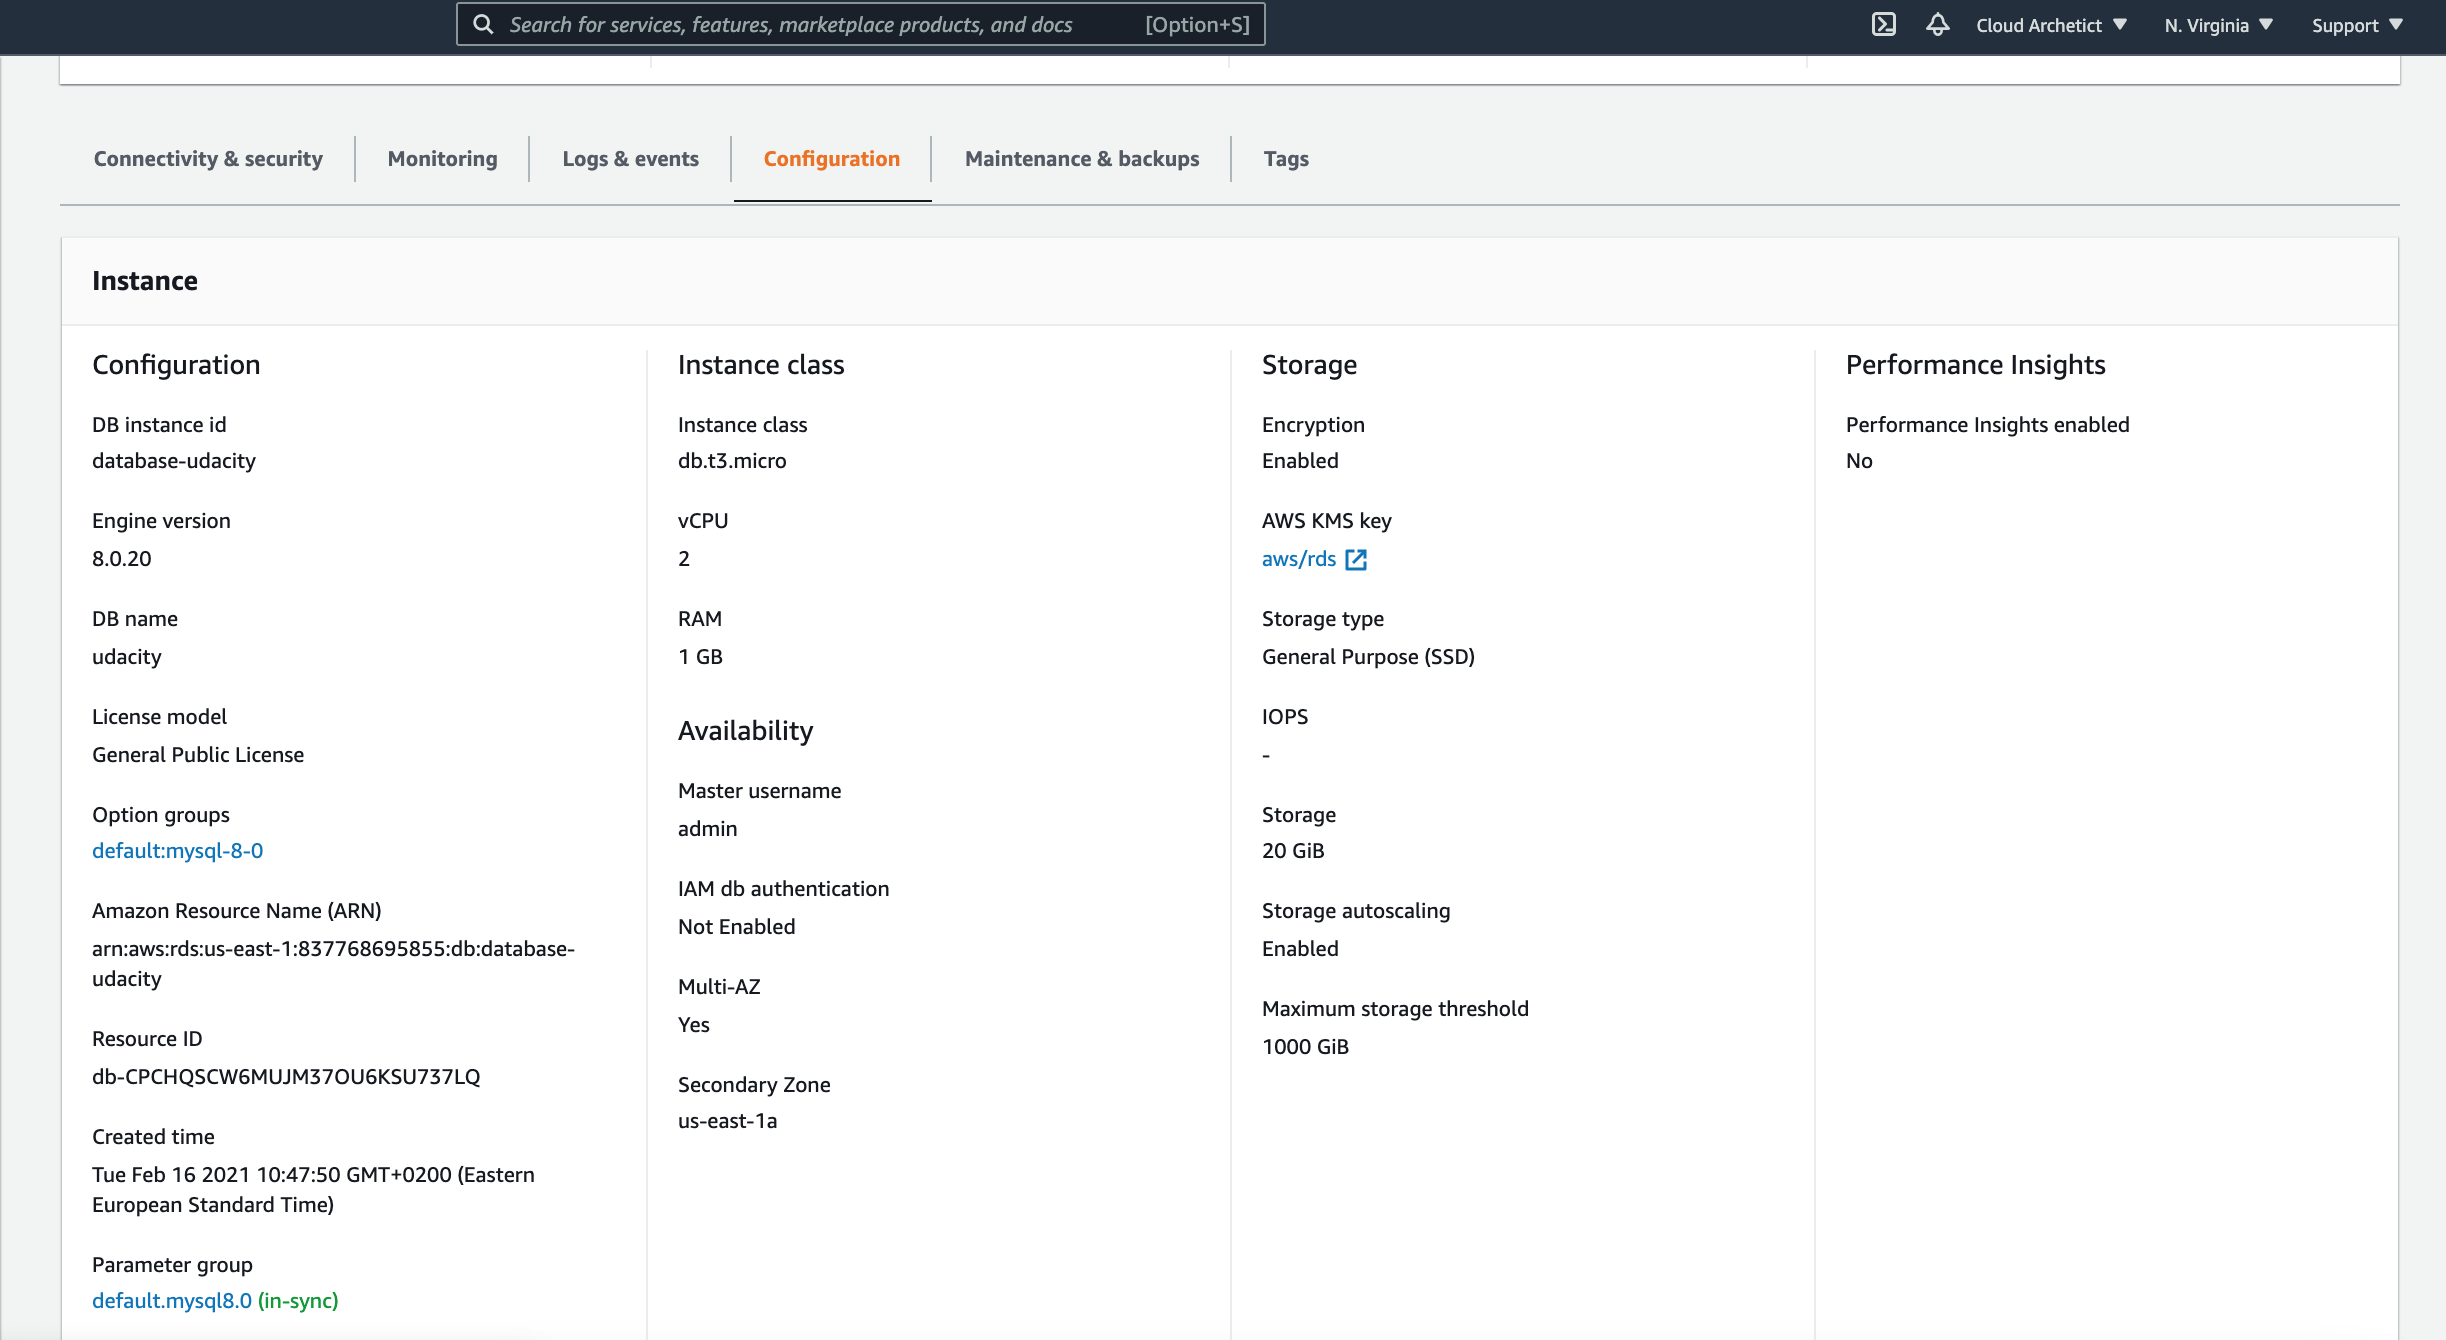 Search for services, features, marketplace products, and docs [Option+S]
Cloud Archetict
N. Virginia
Support
Connectivity & security
Monitoring
Logs & events
Configuration
Maintenance & backups
Tags
Instance
Configuration
DB instance id
database-udacity
Engine version
8.0.20
DB name
udacity
License model
General Public License
Option groups
default:mysql-8-0
Amazon Resource Name (ARN)
arn:aws:rds:us-east-1:837768695855:db:database-
udacity
Resource ID
db-CPCHQSCW6MUJM37OU6KSU737LQ
Created time
Tue Feb 16 2021 10:47:50 GMT+0200 (Eastern
European Standard Time)
Parameter group
default.mysql8.0 (in-sync)
Instance class
Instance class
db.t3.micro
vCPU
2
RAM
1 GB
Availability
Master username
admin
IAM db authentication
Not Enabled
Multi-AZ
Yes
Secondary Zone
us-east-1a
Storage
Encryption
Enabled
AWS KMS key
aws/rds
Storage type
General Purpose (SSD)
IOPS
-
Storage
20 GiB
Storage autoscaling
Enabled
Maximum storage threshold
1000 GiB
Performance Insights
Performance Insights enabled
No